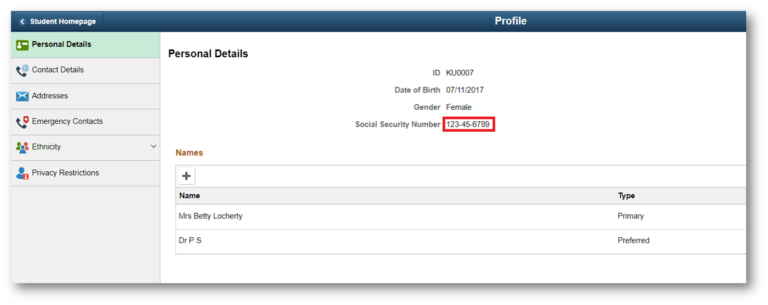 Student Homepage
Profile
Personal Details
Contact Details
Addresses
Emergency Contacts
Ethnicity
Privacy Restrictions
Personal Details
ID KU0007
Date of Birth 07/11/2017
Gender Female
Social Security Number 123-45-6789
Names
+
Name Type
Mrs Betty Locherty Primary
Dr P S Preferred